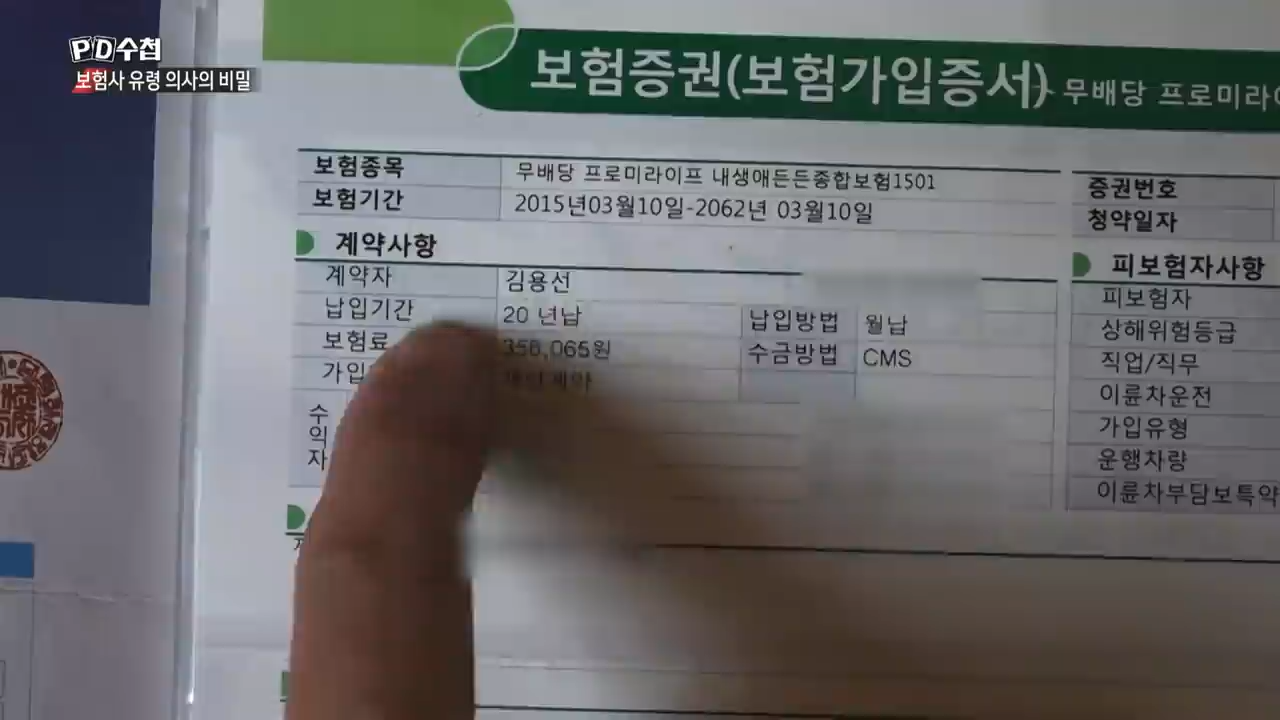 PD수첩
보험사 유령 의사의 비밀
보험증권(보험가입증서) 무배당 프로미라이
보험종목 무배당 프로미라이프 내생애든든종합보험1501
보험기간 2015년03월10일-2062년 03월10일
증권번호
청약일자
계약사항
계약자 김용선
납입기간 20 년납 납입방법 월납
보험료 356,065원 수금방법 CMS
가입
수
익
자
피보험자사항
피보험자
상해위험등급
직업/직무
이륜차운전
가입유형
운행차량
이륜차부담보특약